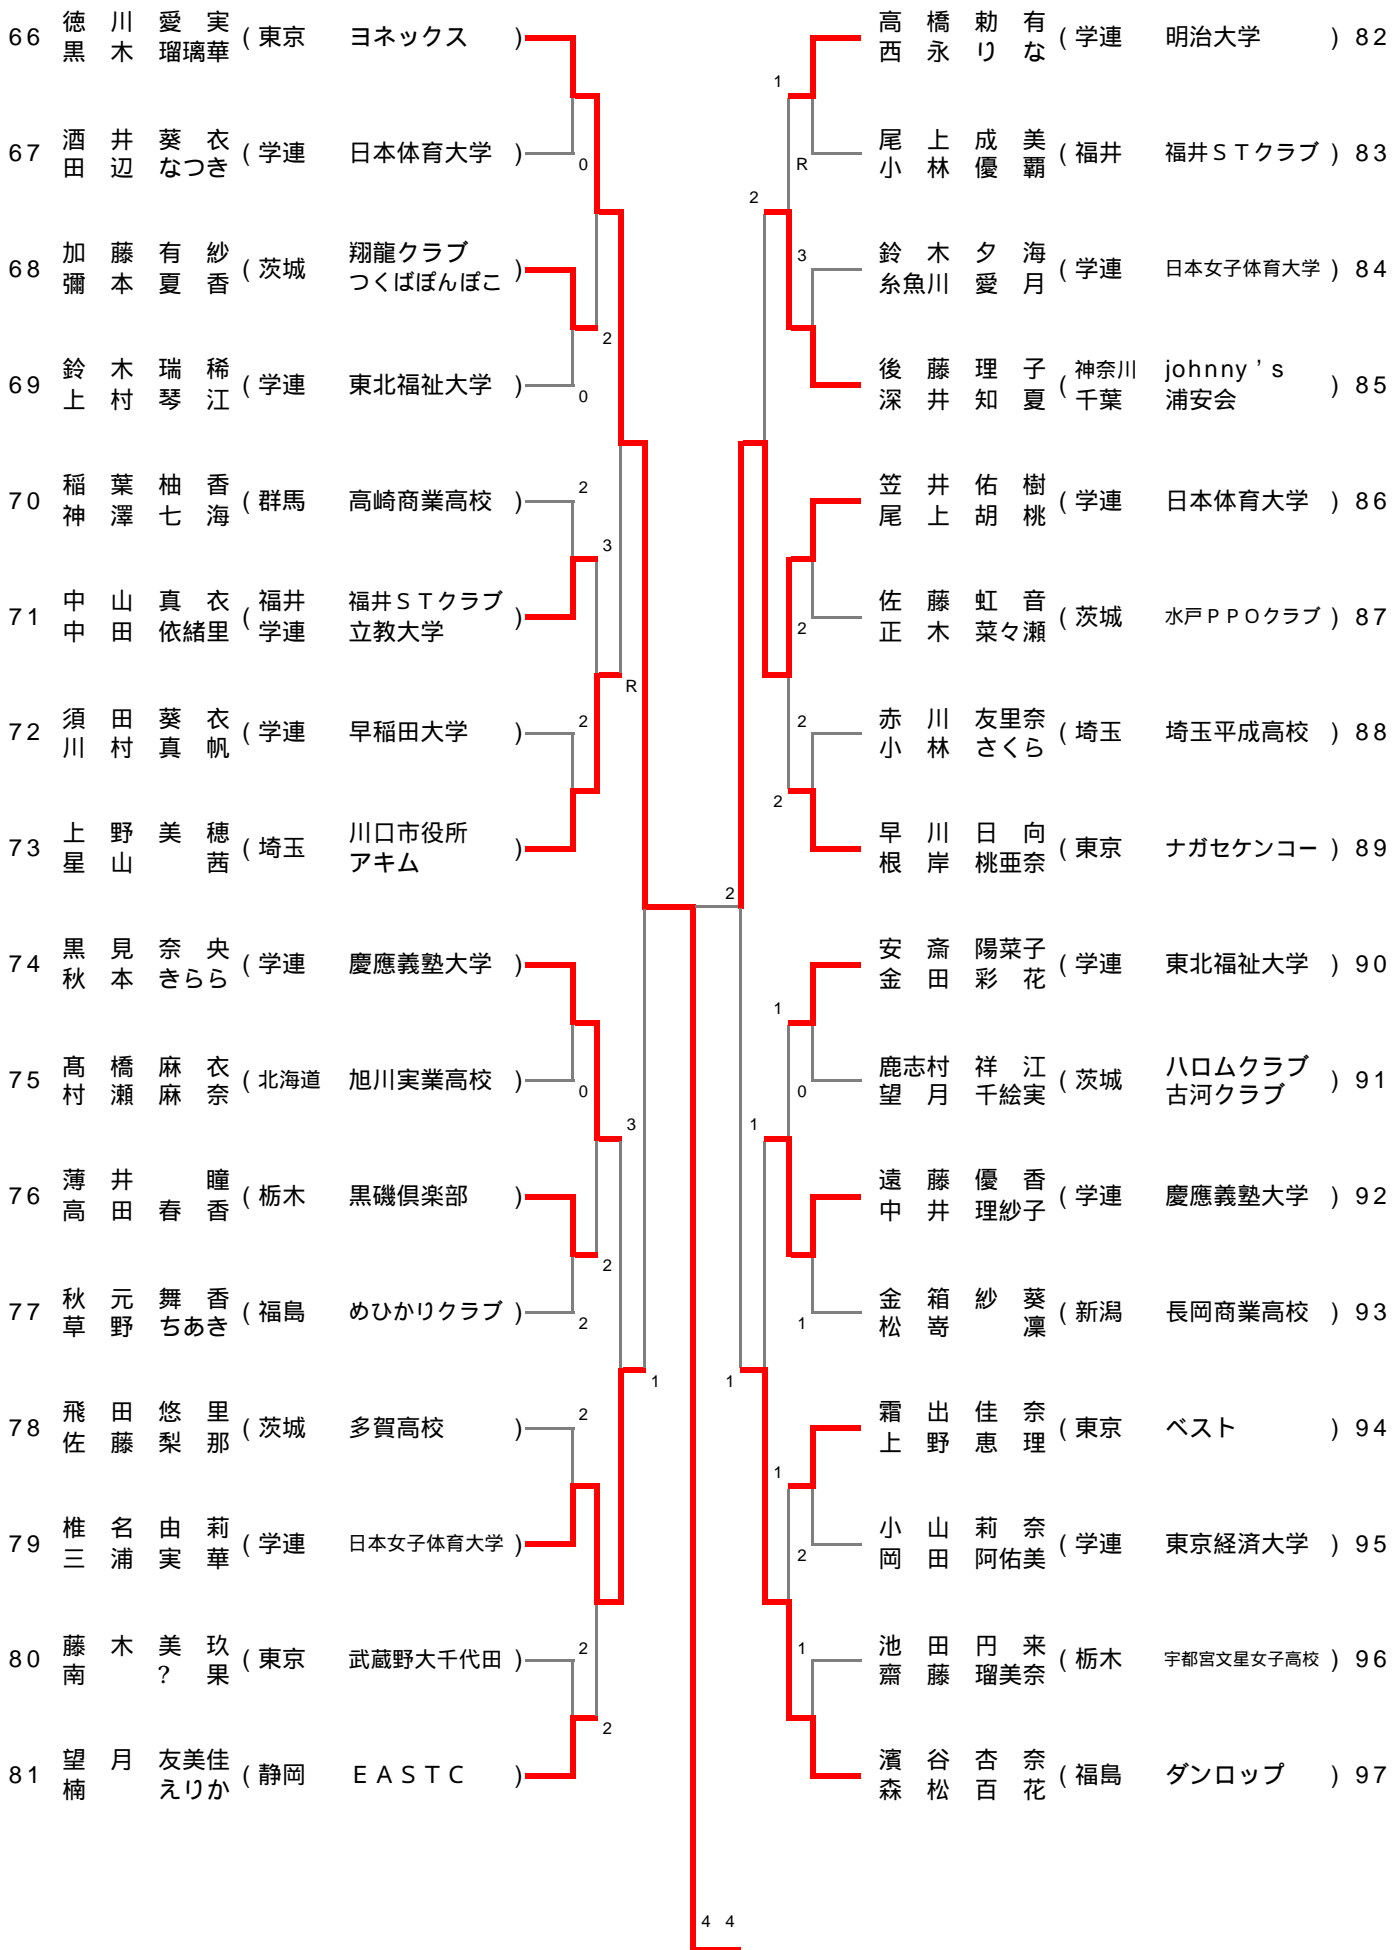 66 徳川愛実 黒木瑠璃華 (東京 ヨネックス)
67 酒井葵衣 田辺なつき (学連 日本体育大学)
0
68 加藤有紗 彌本夏香 (茨城 翔龍クラブ つくばぽんぽこ)
2
69 鈴木瑞稀 上村琴江 (学連 東北福祉大学)
0
70 稲葉柚香 神澤七海 (群馬 高崎商業高校)
2
3
71 中山真衣 中田依緒里 (福井 学連 福井STクラブ 立教大学)
R
72 須田葵衣 川村真帆 (学連 早稲田大学)
2
73 上野美穂 星山茜 (埼玉 川口市役所 アキム)
74 黒見奈央 秋本きらら (学連 慶應義塾大学)
75 髙橋麻衣 村瀬麻奈 (北海道 旭川実業高校)
0
3
76 薄井瞳 高田春香 (栃木 黒磯倶楽部)
2
77 秋元舞香 草野ちあき (福島 めひかりクラブ)
2
1
78 飛田悠里 佐藤梨那 (茨城 多賀高校)
2
79 椎名由莉 三浦実華 (学連 日本女子体育大学)
80 藤木美玖 南?果 (東京 武蔵野大千代田)
2
2
81 望月友美佳 楠えりか (静岡 EASTC)
高橋勅有 西永りな (学連 明治大学) 82
1
尾上成美 小林優覇 (福井 福井STクラブ) 83
R
2
鈴木夕海 糸魚川愛月 (学連 日本女子体育大学) 84
3
後藤理子 深井知夏 (神奈川 千葉 johnny's 浦安会) 85
笠井佑樹 尾上胡桃 (学連 日本体育大学) 86
佐藤虹音 正木菜々瀬 (茨城 水戸PPOクラブ) 87
2
赤川友里奈 小林さくら (埼玉 埼玉平成高校) 88
2
2
早川日向 根岸桃亜奈 (東京 ナガセケンコー) 89
2
安斎陽菜子 金田彩花 (学連 東北福祉大学) 90
1
鹿志村祥江 望月千絵実 (茨城 ハロムクラブ 古河クラブ) 91
0
1
遠藤優香 中井理紗子 (学連 慶應義塾大学) 92
金箱紗葵 松嵜凜 (新潟 長岡商業高校) 93
1
1
霜出佳奈 上野恵理 (東京 ベスト) 94
1
小山莉奈 岡田阿佑美 (学連 東京経済大学) 95
2
池田円来 齋藤瑠美奈 (栃木 宇都宮文星女子高校) 96
1
濱谷杏奈 森松百花 (福島 ダンロップ) 97
4 4